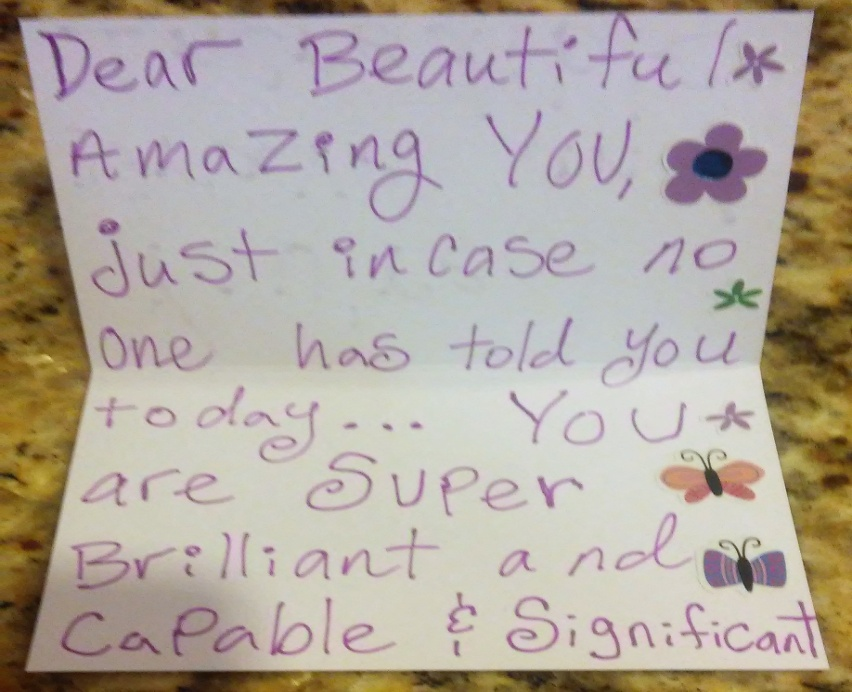 Dear Beautiful
Amazing YOU,
just incase no
one has told you
today... You
are Super
Brilliant and
Capable & Significant